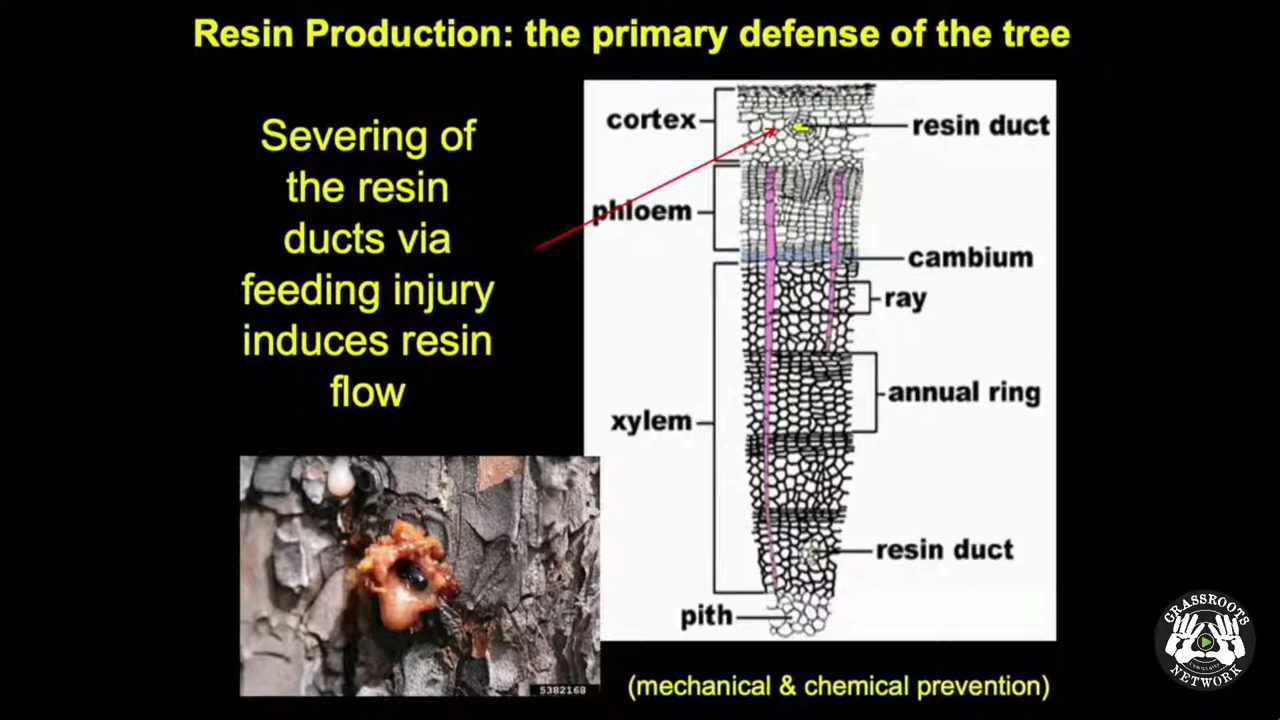 Resin Production: the primary defense of the tree
Severing of
the resin
ducts via
feeding injury
induces resin
flow
cortex
resin duct
phloem
cambium
ray
annual ring
xylem
resin duct
pith
5382168
(mechanical & chemical prevention)
GRASSROOTS
NETWORK